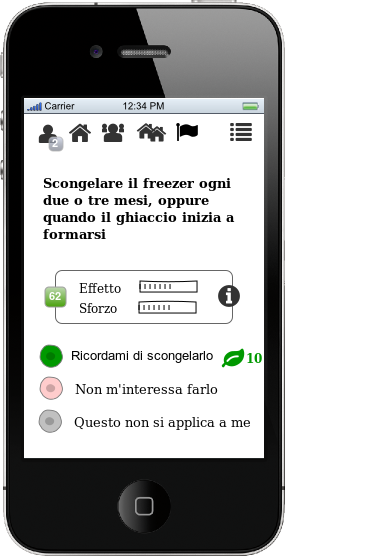 Carrier 12:34 PM
2
Scongelare il freezer ogni
due o tre mesi, oppure
quando il ghiaccio inizia a
formarsi
62 Effetto
Sforzo
Ricordami di scongelarlo 10
Non m'interessa farlo
Questo non si applica a me